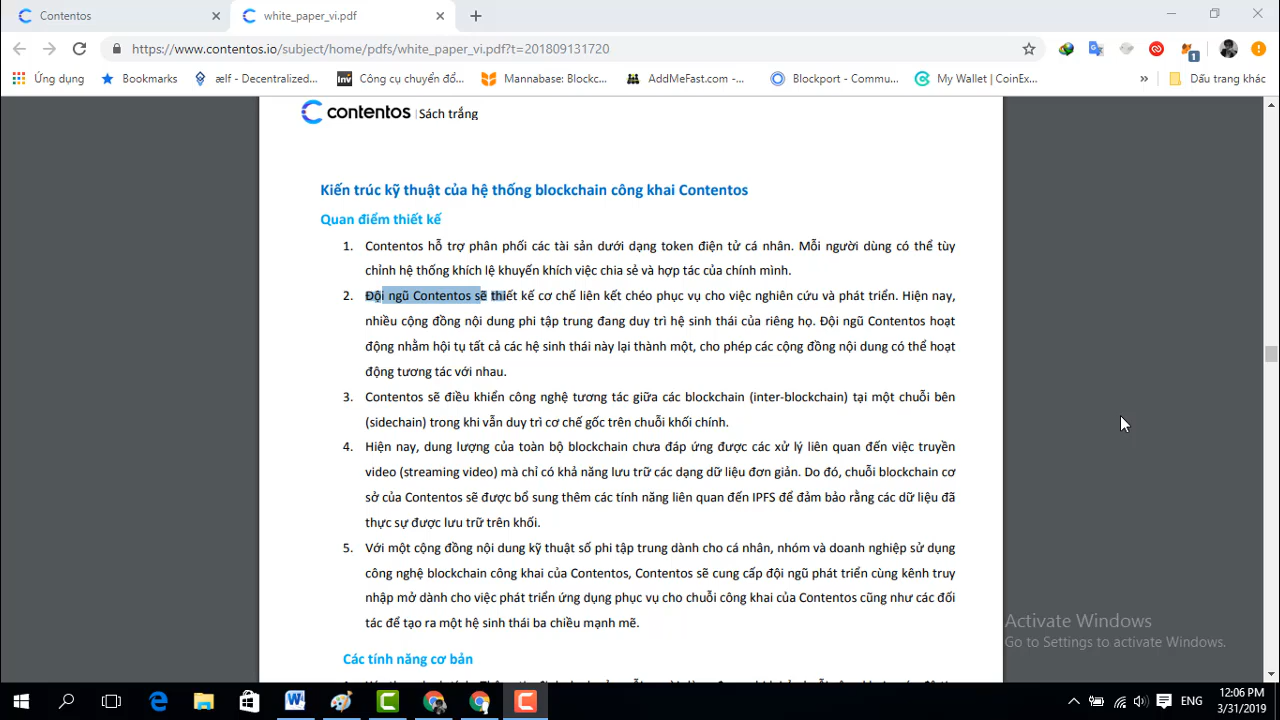 Contentos
white_paper_vi.pdf
https://www.contentos.io/subject/home/pdfs/white_paper_vi.pdf?t=201809131720
1
Ứng dụng Bookmarks ælf - Decentralized... Inv Công cụ chuyển đổ... Mannabase: Blockc... AddMeFast.com -... Blockport - Commu... My Wallet | CoinEx... » Dấu trang khác
contentos | Sách trắng
Kiến trúc kỹ thuật của hệ thống blockchain công khai Contentos
Quan điểm thiết kế
1. Contentos hỗ trợ phân phối các tài sản dưới dạng token điện tử cá nhân. Mỗi người dùng có thể tùy
chỉnh hệ thống khích lệ khuyến khích việc chia sẻ và hợp tác của chính mình.
2. Đội ngũ Contentos sẽ thiết kế cơ chế liên kết chéo phục vụ cho việc nghiên cứu và phát triển. Hiện nay,
nhiều cộng đồng nội dung phi tập trung đang duy trì hệ sinh thái của riêng họ. Đội ngũ Contentos hoạt
động nhằm hội tụ tất cả các hệ sinh thái này lại thành một, cho phép các cộng đồng nội dung có thể hoạt
động tương tác với nhau.
3. Contentos sẽ điều khiển công nghệ tương tác giữa các blockchain (inter-blockchain) tại một chuỗi bên
(sidechain) trong khi vẫn duy trì cơ chế gốc trên chuỗi khối chính.
4. Hiện nay, dung lượng của toàn bộ blockchain chưa đáp ứng được các xử lý liên quan đến việc truyền
video (streaming video) mà chỉ có khả năng lưu trữ các dạng dữ liệu đơn giản. Do đó, chuỗi blockchain cơ
sở của Contentos sẽ được bổ sung thêm các tính năng liên quan đến IPFS để đảm bảo rằng các dữ liệu đã
thực sự được lưu trữ trên khối.
5. Với một cộng đồng nội dung kỹ thuật số phi tập trung dành cho cá nhân, nhóm và doanh nghiệp sử dụng
công nghệ blockchain công khai của Contentos, Contentos sẽ cung cấp đội ngũ phát triển cùng kênh truy
nhập mở dành cho việc phát triển ứng dụng phục vụ cho chuỗi công khai của Contentos cũng như các đối
tác để tạo ra một hệ sinh thái ba chiều mạnh mẽ.
Các tính năng cơ bản
Activate Windows
Go to Settings to activate Windows.
ENG
12:06 PM
3/31/2019